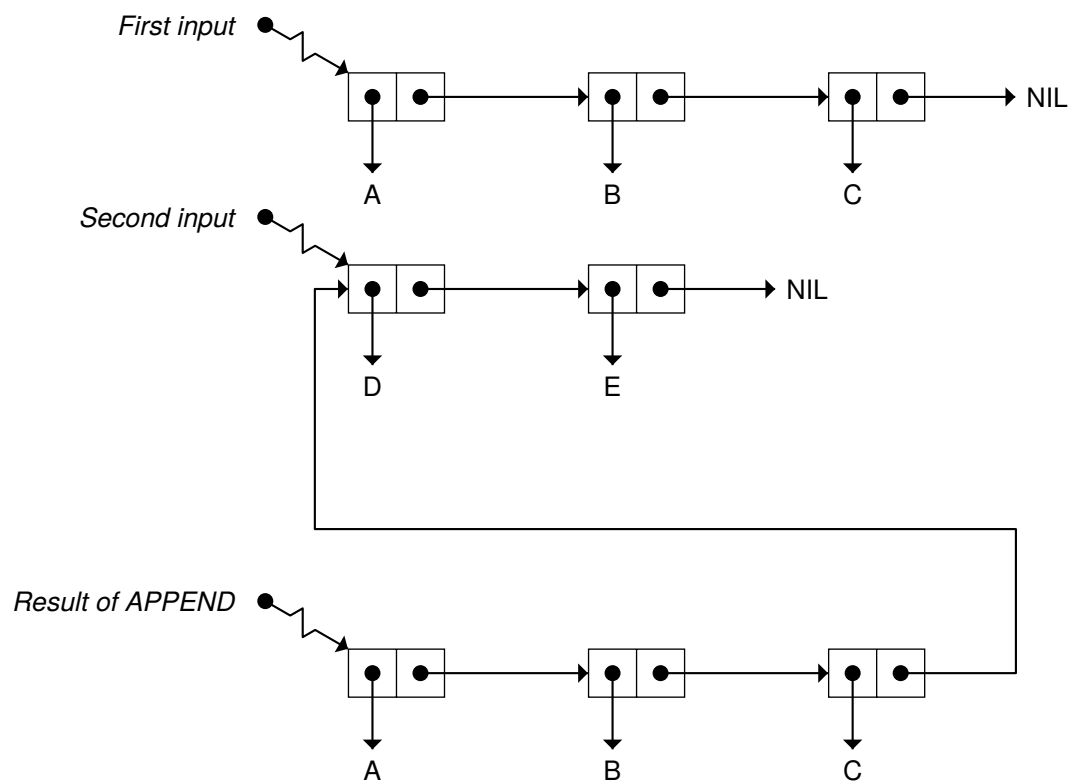 First input
NIL
A B C
Second input
NIL
D E
Result of APPEND
A B C